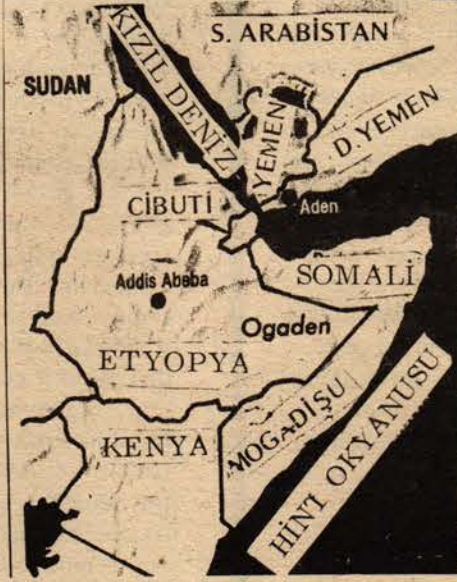 S. ARABİSTAN
SUDAN
KIZIL DENİZ
YEMEN
D.YEMEN
CİBUTİ
Aden
SOMALİ
Addis Ababa
Ogaden
ETYOPYA
MOGADİŞU
KENYA
HİNT OKYANUSU